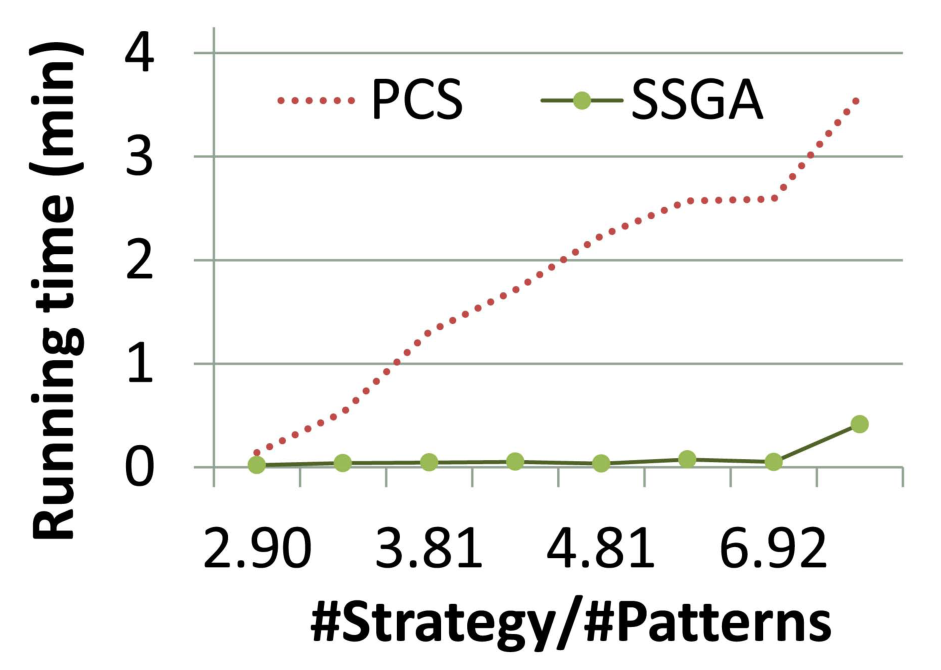 Running time (min)
4
3
2
1
0
PCS
SSGA
2.90 3.81 4.81 6.92
#Strategy/#Patterns